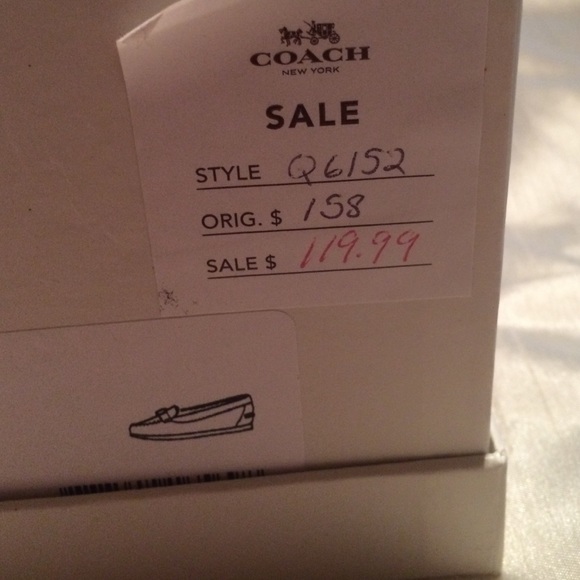 COACH
NEW YORK
SALE
STYLE Q6152
ORIG. $ 158
SALE $ 119.99